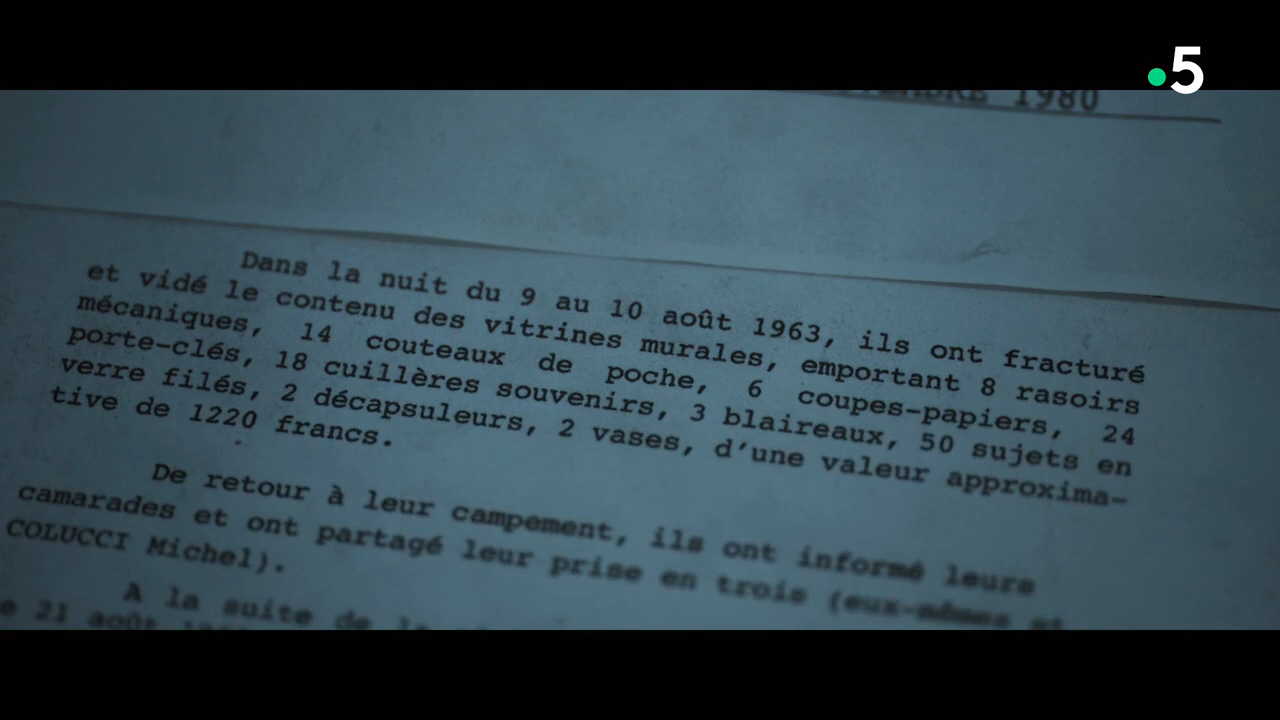 5
1980
Dans la nuit du 9 au 10 août 1963, ils ont fracturé
et vidé le contenu des vitrines murales, emportant 8 rasoirs
mécaniques, 14 couteaux de poche, 6 coupes-papiers, 24
porte-clés, 18 cuillères souvenirs, 3 blaireaux, 50 sujets en
verre filés, 2 décapsuleurs, 2 vases, d'une valeur approxima-
tive de 1220 francs.
De retour à leur campement, ils ont informé leurs
camarades et ont partagé leur prise en trois (eux-mêmes et
COLUCCI Michel).
A la suite de
21 août